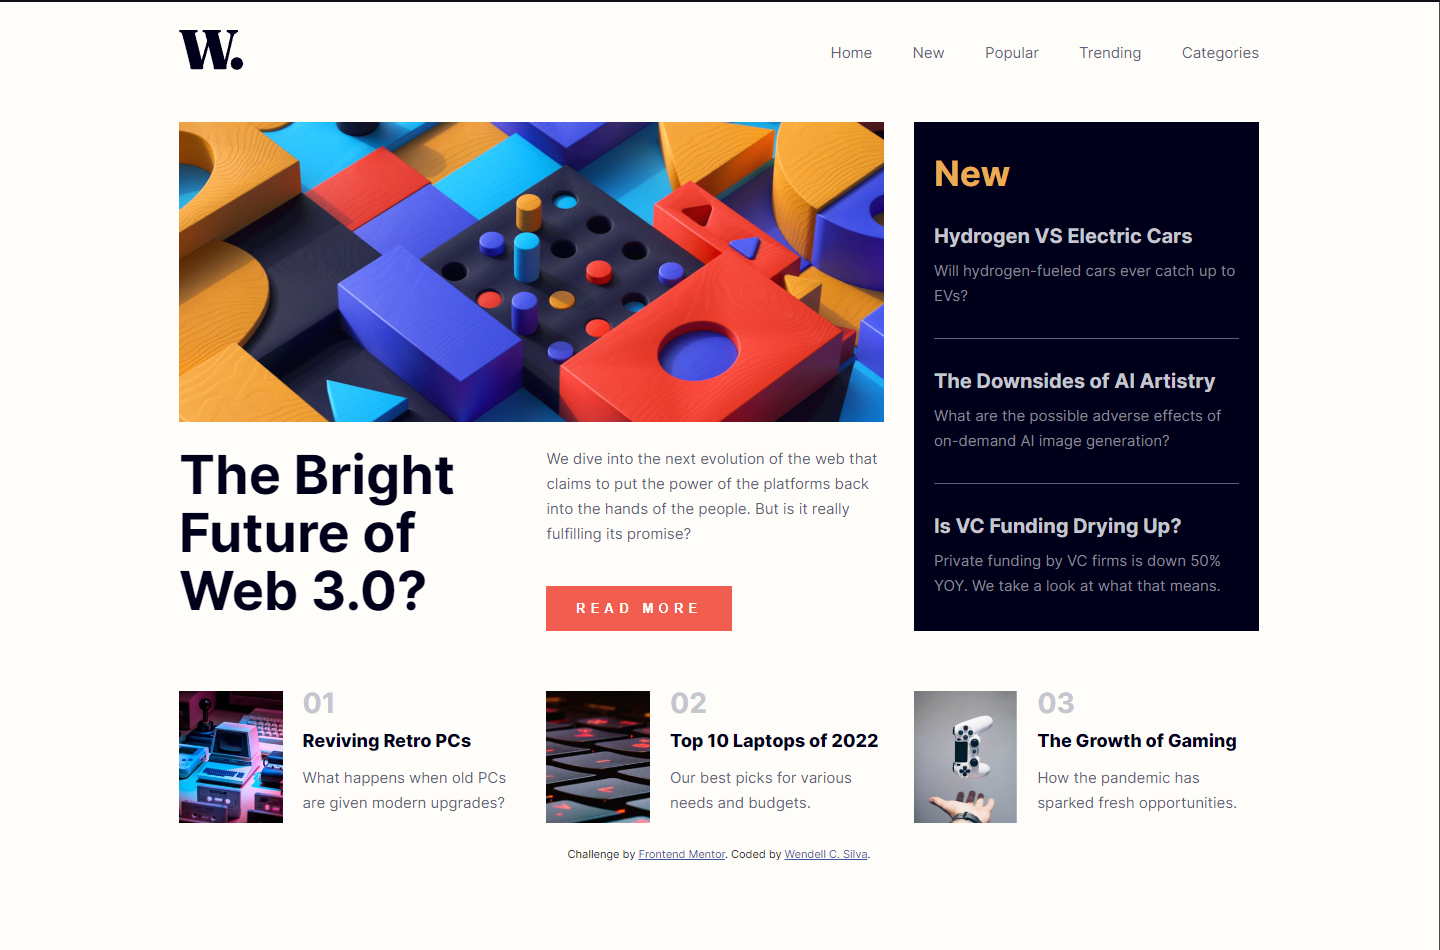 W.
Home New Popular Trending Categories
The Bright
Future of
Web 3.0?
We dive into the next evolution of the web that
claims to put the power of the platforms back
into the hands of the people. But is it really
fulfilling its promise?
READ MORE
New
Hydrogen VS Electric Cars
Will hydrogen-fueled cars ever catch up to
EVs?
The Downsides of AI Artistry
What are the possible adverse effects of
on-demand AI image generation?
Is VC Funding Drying Up?
Private funding by VC firms is down 50%
YOY. We take a look at what that means.
01
Reviving Retro PCs
What happens when old PCs
are given modern upgrades?
02
Top 10 Laptops of 2022
Our best picks for various
needs and budgets.
03
The Growth of Gaming
How the pandemic has
sparked fresh opportunities.
Challenge by Frontend Mentor. Coded by Wendell C. Silva.